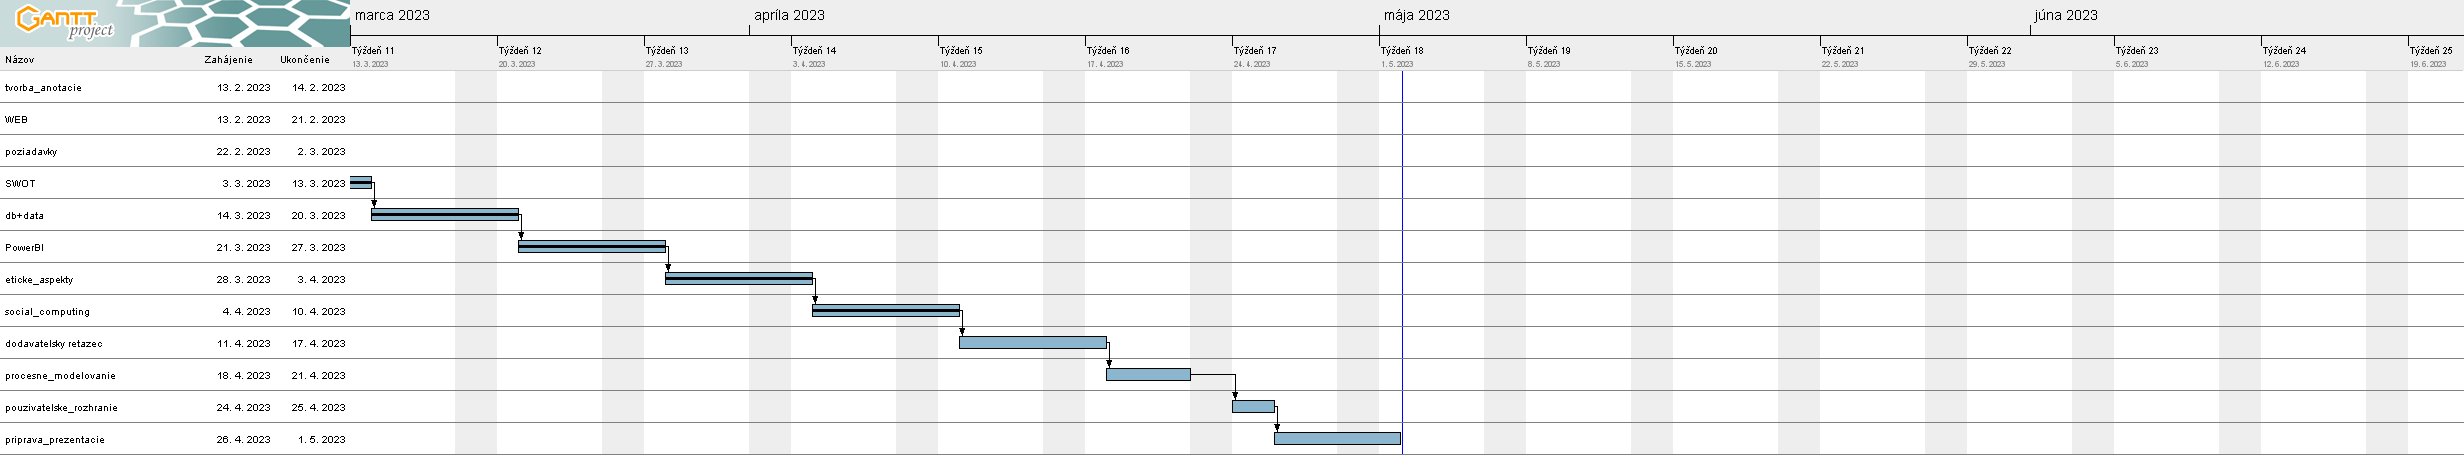 GANTT
project
marca 2023
apríla 2023
mája 2023
júna 2023
Týždeň 11
Týždeň 12
Týždeň 13
Týždeň 14
Týždeň 15
Týždeň 16
Týždeň 17
Týždeň 18
Týždeň 19
Týždeň 20
Týždeň 21
Týždeň 22
Týždeň 23
Týždeň 24
Týždeň 25
13. 3. 2023
20. 3. 2023
27. 3. 2023
3. 4. 2023
10. 4. 2023
17. 4. 2023
24. 4. 2023
1. 5. 2023
8. 5. 2023
15. 5. 2023
22. 5. 2023
29. 5. 2023
5. 6. 2023
12. 6. 2023
19. 6. 2023
Názov Zahájenie Ukončenie
tvorba_anotacie 13. 2. 2023 14. 2. 2023
WEB 13. 2. 2023 21. 2. 2023
poziadavky 22. 2. 2023 2. 3. 2023
SWOT 3. 3. 2023 13. 3. 2023
db+data 14. 3. 2023 20. 3. 2023
PowerBI 21. 3. 2023 27. 3. 2023
eticke_aspekty 28. 3. 2023 3. 4. 2023
social_computing 4. 4. 2023 10. 4. 2023
dodavatelsky retazec 11. 4. 2023 17. 4. 2023
procesne_modelovanie 18. 4. 2023 21. 4. 2023
pouzivatelske_rozhranie 24. 4. 2023 25. 4. 2023
priprava_prezentacie 26. 4. 2023 1. 5. 2023